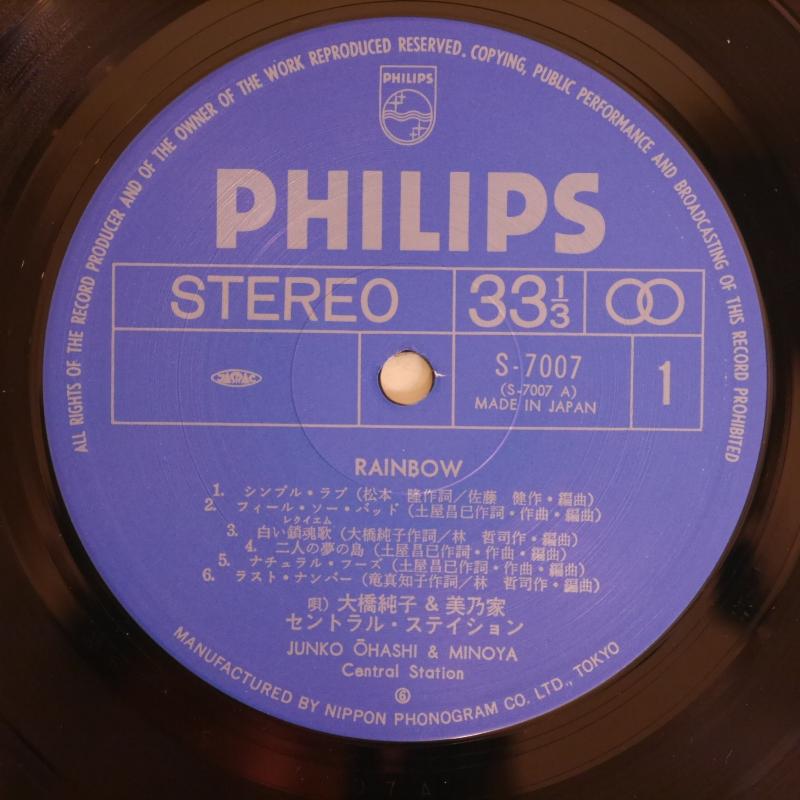 ALL RIGHTS OF THE RECORD PRODUCER AND OF THE OWNER OF THE WORK REPRODUCED RESERVED. COPYING, PUBLIC PERFORMANCE AND BROADCASTING OF THIS RECORD PROHIBITED
PHILIPS
PHILIPS
STEREO 33 1/3
JASRAC
S-7007
(S-7007 A)
MADE IN JAPAN
1
RAINBOW
1. シンプル・ラブ (松本 隆作詞/佐藤 健作・編曲)
2. フィール・ソー・バッド (土屋昌巳作詞・作曲・編曲)
レクイエム
3. 白い鎮魂歌 (大橋純子作詞/林 哲司作・編曲)
4. 二人の夢の島 (土屋昌巳作詞・作曲・編曲)
5. ナチュラル・フーズ (土屋昌巳作詞・作曲・編曲)
6. ラスト・ナンバー (竜真知子作詞/林 哲司作・編曲)
唄) 大橋純子 & 美乃家
セントラル・ステイション
JUNKO ŌHASHI & MINOYA
Central Station
⑥
MANUFACTURED BY NIPPON PHONOGRAM CO. LTD., TOKYO